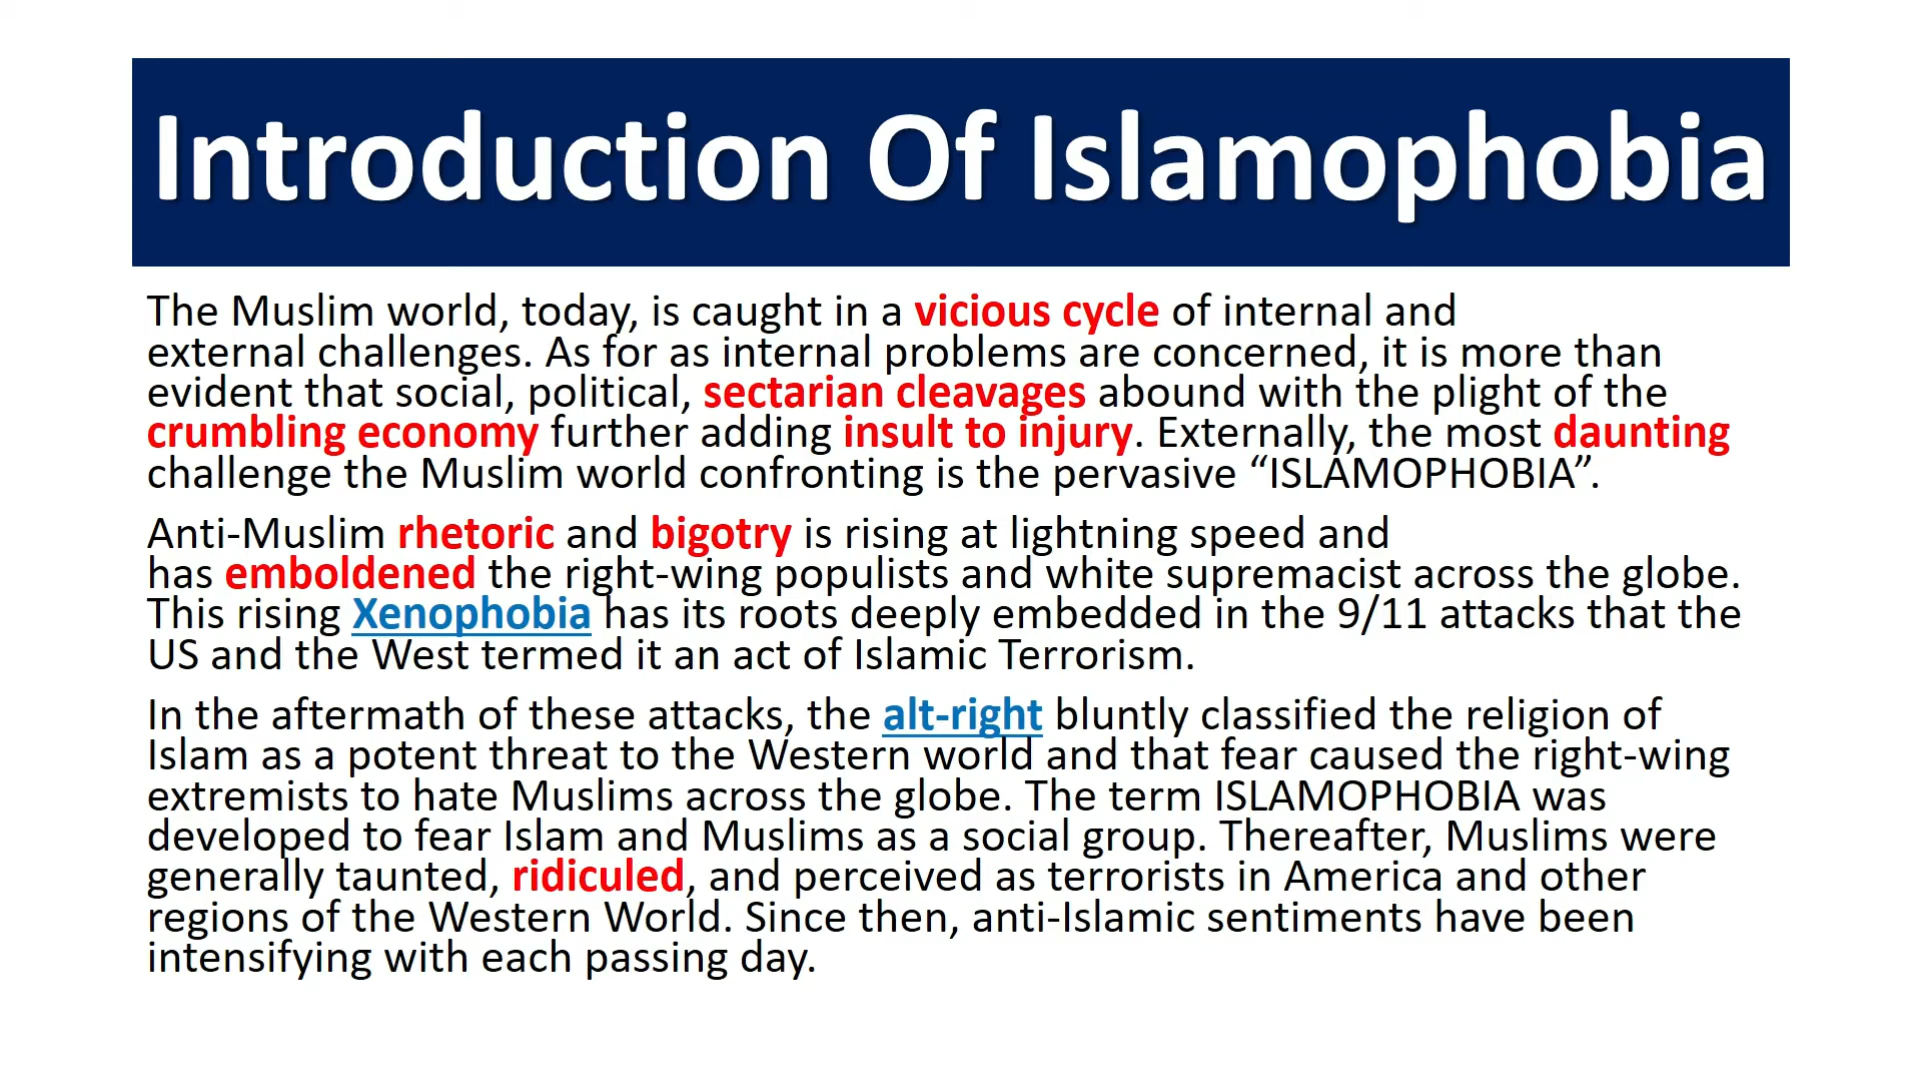 Introduction Of Islamophobia
The Muslim world, today, is caught in a vicious cycle of internal and
external challenges. As for as internal problems are concerned, it is more than
evident that social, political, sectarian cleavages abound with the plight of the
crumbling economy further adding insult to injury. Externally, the most daunting
challenge the Muslim world confronting is the pervasive “ISLAMOPHOBIA”.
Anti-Muslim rhetoric and bigotry is rising at lightning speed and
has emboldened the right-wing populists and white supremacist across the globe.
This rising Xenophobia has its roots deeply embedded in the 9/11 attacks that the
US and the West termed it an act of Islamic Terrorism.
In the aftermath of these attacks, the alt-right bluntly classified the religion of
Islam as a potent threat to the Western world and that fear caused the right-wing
extremists to hate Muslims across the globe. The term ISLAMOPHOBIA was
developed to fear Islam and Muslims as a social group. Thereafter, Muslims were
generally taunted, ridiculed, and perceived as terrorists in America and other
regions of the Western World. Since then, anti-Islamic sentiments have been
intensifying with each passing day.